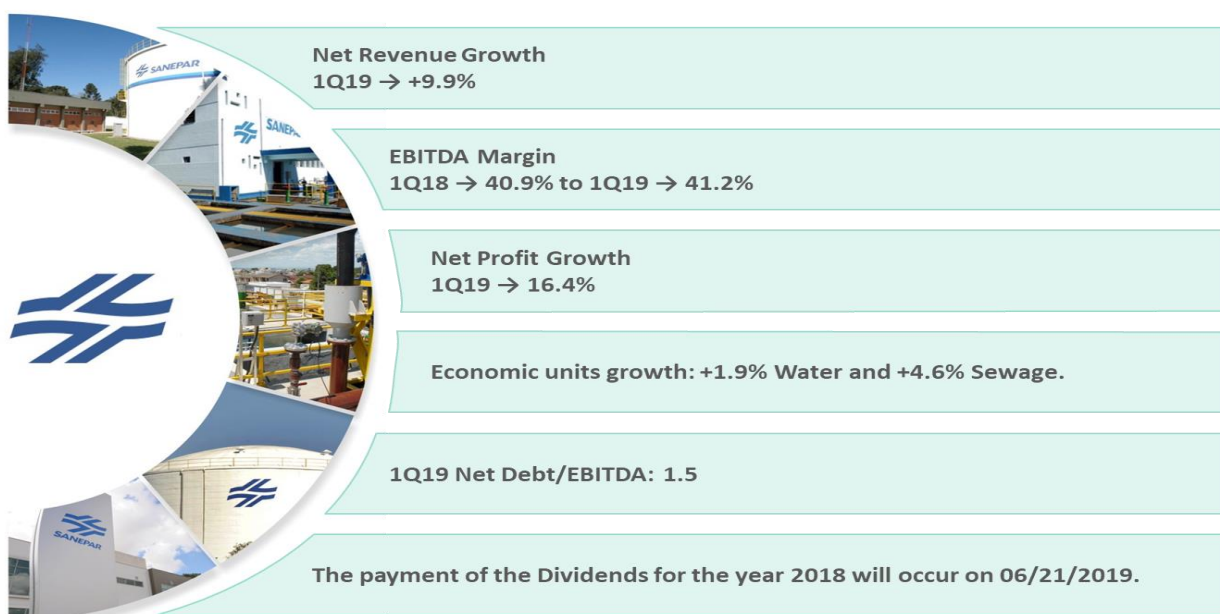 SANEPAR
SANEPAR
Net Revenue Growth
1Q19 → +9.9%
EBITDA Margin
1Q18 → 40.9% to 1Q19 → 41.2%
Net Profit Growth
1Q19 → 16.4%
Economic units growth: +1.9% Water and +4.6% Sewage.
1Q19 Net Debt/EBITDA: 1.5
SANEPAR
The payment of the Dividends for the year 2018 will occur on 06/21/2019.